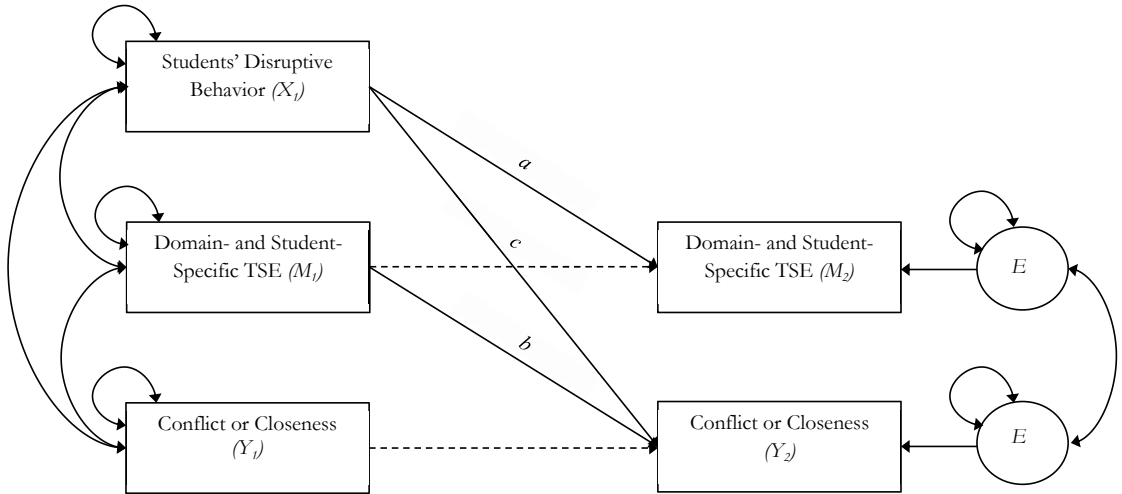 Students’ Disruptive
Behavior (X1)
a
Domain- and Student-
Specific TSE (M1)
c
Domain- and Student-
Specific TSE (M2)
E
b
Conflict or Closeness
(Y1)
Conflict or Closeness
(Y2)
E